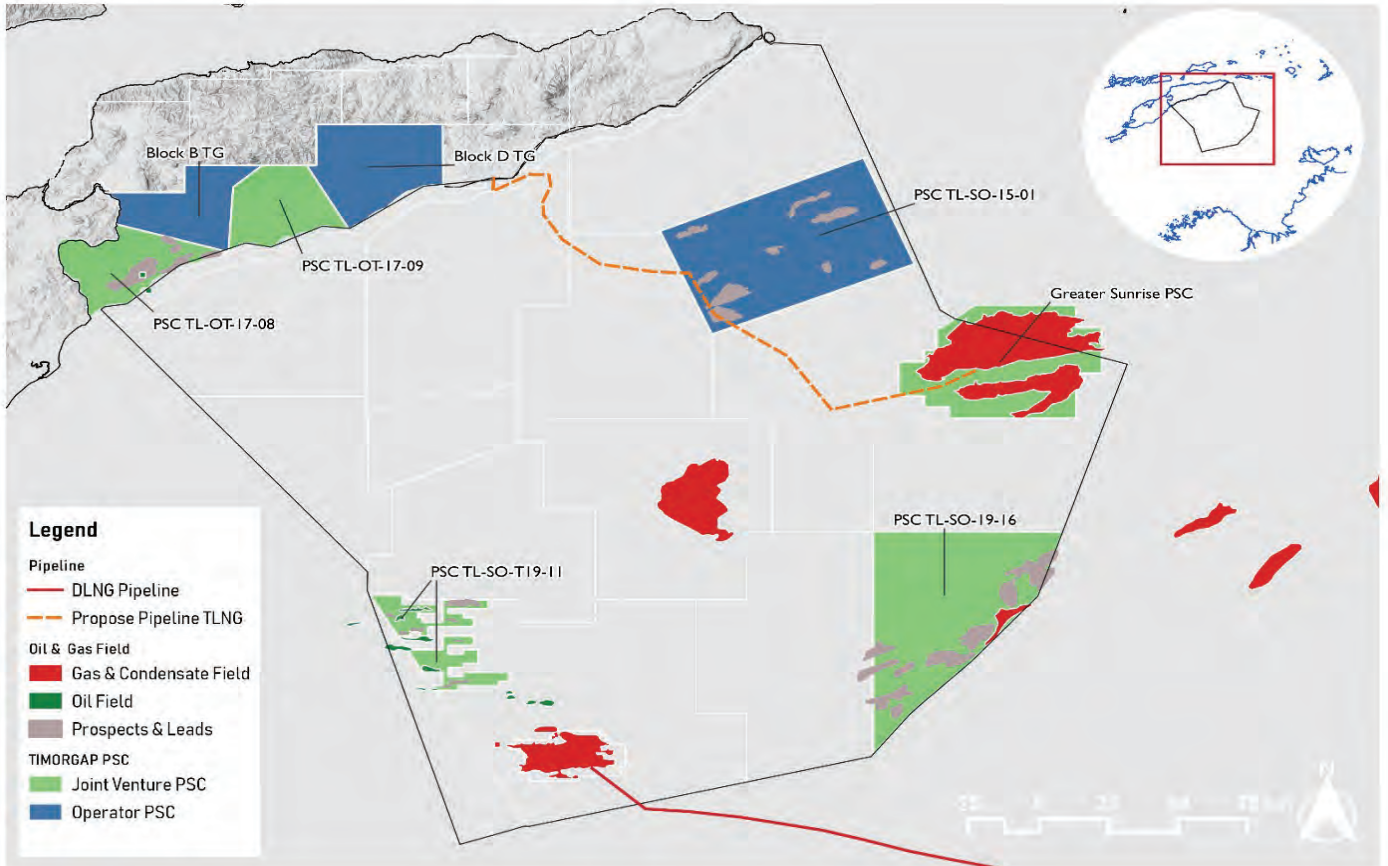 Block B TG
Block D TG
PSC TL-SO-15-01
PSC TL-OT-17-09
Greater Sunrise PSC
PSC TL-OT-17-08
PSC TL-SO-19-16
PSC TL-SO-T19-11
Legend
Pipeline
DLNG Pipeline
Propose Pipeline TLNG
Oil & Gas Field
Gas & Condensate Field
Oil Field
Prospects & Leads
TIMORGAP PSC
Joint Venture PSC
Operator PSC
N